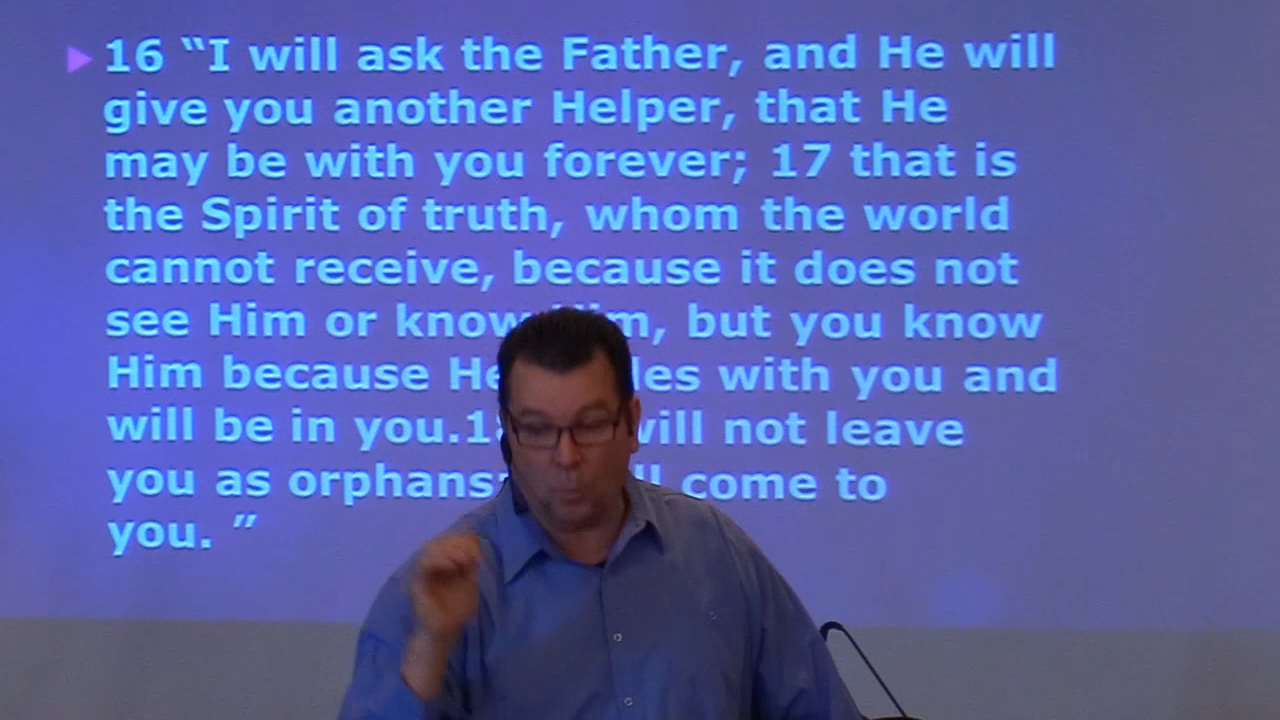 16 “I will ask the Father, and He will
give you another Helper, that He
may be with you forever; 17 that is
the Spirit of truth, whom the world
cannot receive, because it does not
see Him or know but you know
Him because with you and
will be in you. will not leave
you as orphans come to
you. ”